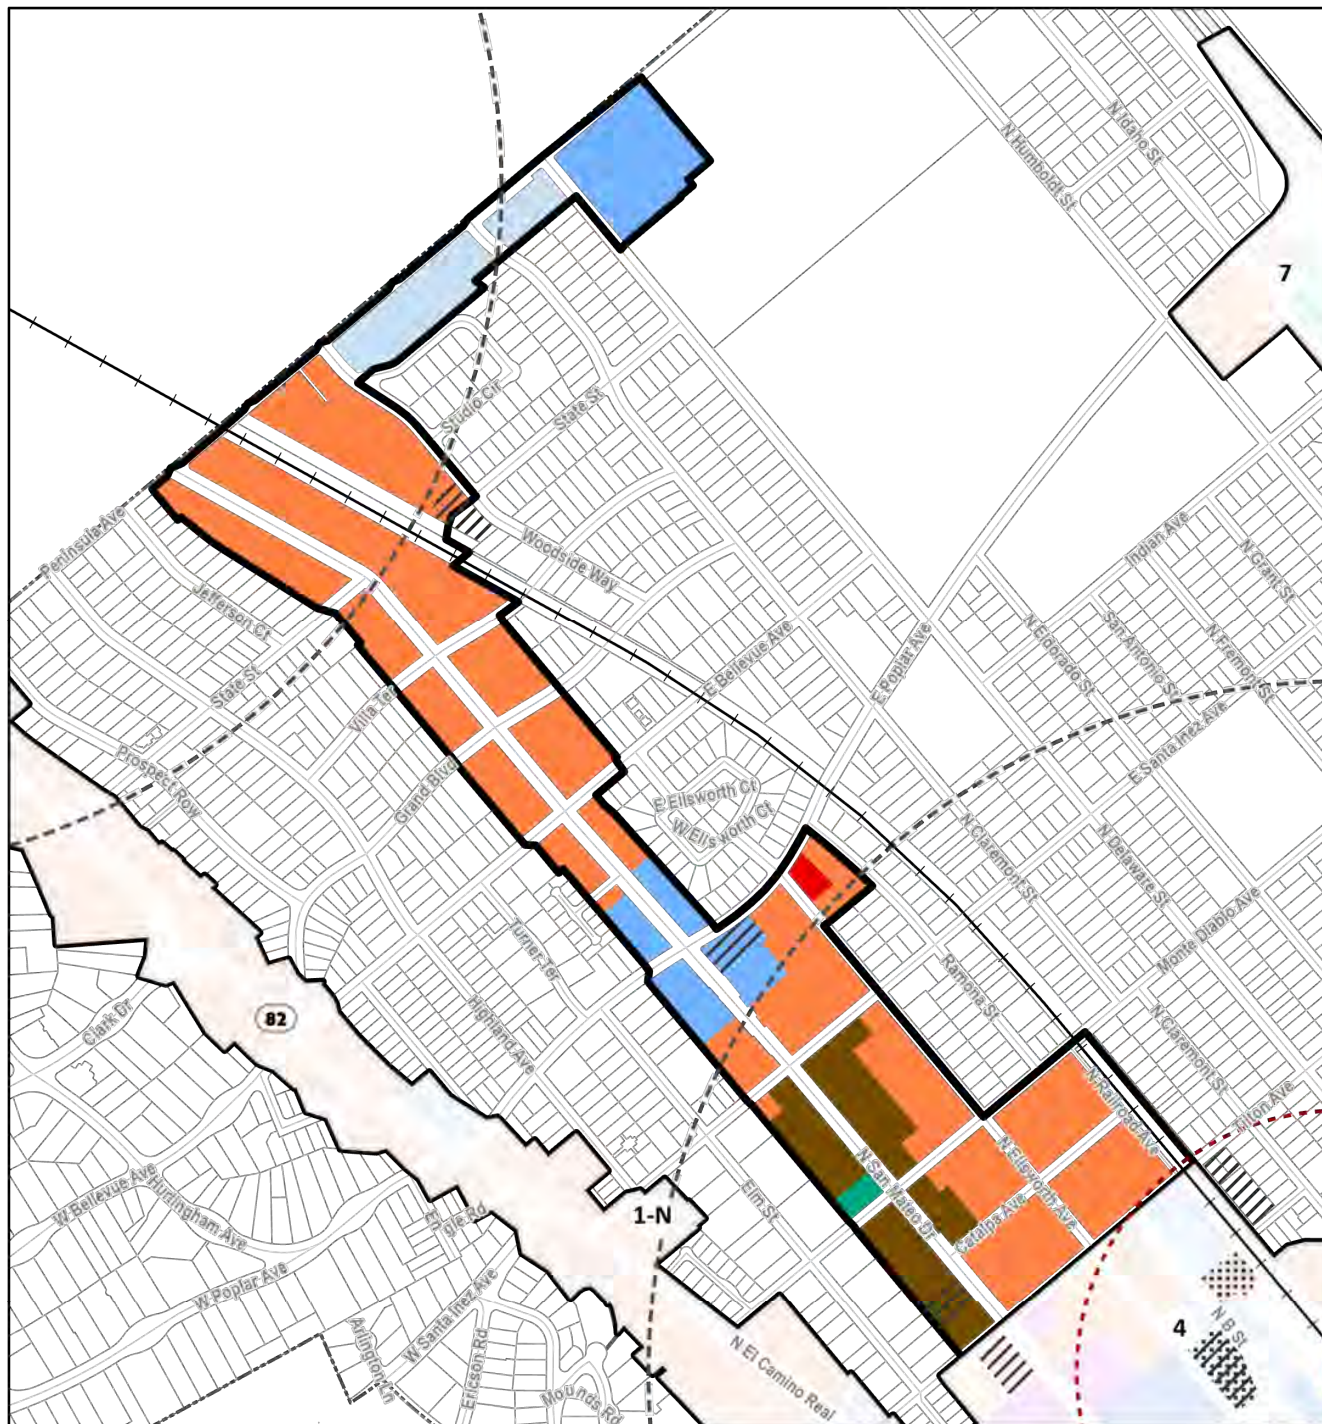 N Idaho St
N Humboldt St
7
Studio Cir
State St
Peninsula Ave
Woodside Way
Indian Ave
N Grant St
Jefferson Ct
E Bellevue Ave
E Poplar Ave
N Eldorado St
San Antonio St
N Fremont St
State St
Villa Ter
E Santa Inez Ave
Prospect Row
Grand Blvd
E Ellsworth Ct
W Ellsworth Ct
N Claremont St
N Delaware St
Turner Ter
Monte Diablo Ave
Ramona St
Clark Dr
82
Highland Ave
N Claremont St
N Railroad Ave
Tilton Ave
W Bellevue Ave
Hurlingham Ave
Engle Rd
Elm St
1-N
N San Mateo Dr
N Ellsworth Ave
Catalpa Ave
W Poplar Ave
W Santa Inez Ave
Arlington Ln
Ericson Rd
Mounds Rd
N El Camino Real
4
N B St